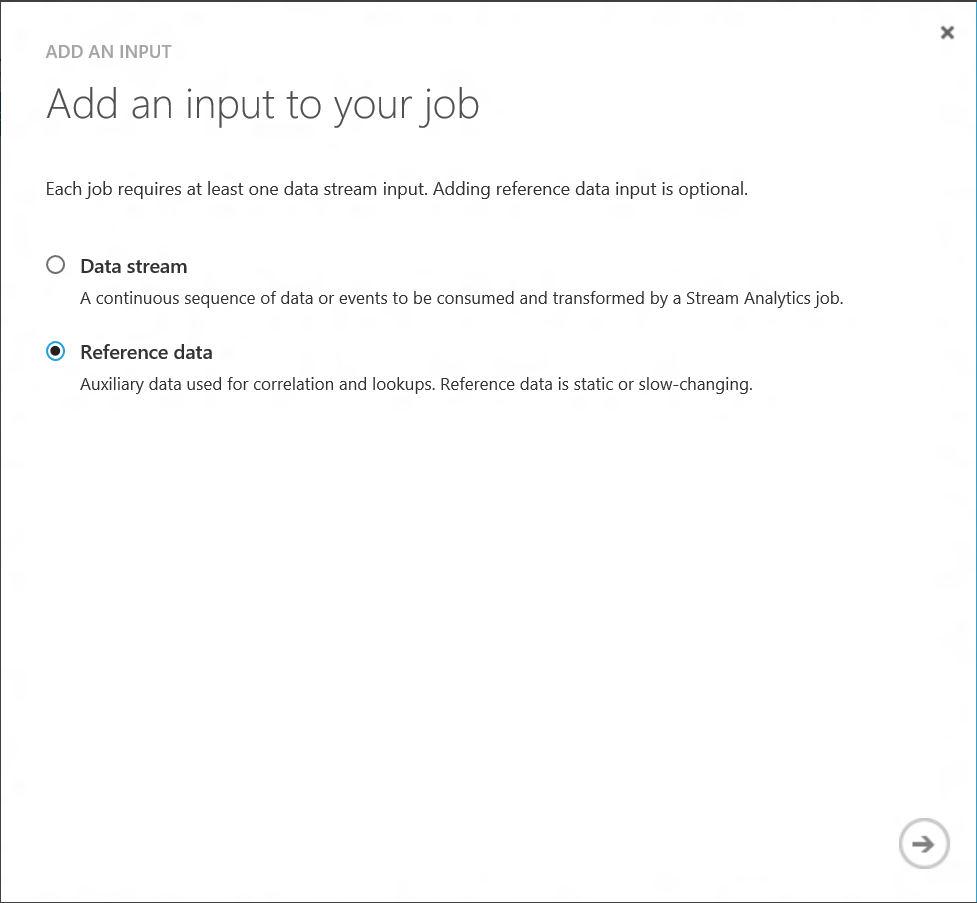 ADD AN INPUT
Add an input to your job
Each job requires at least one data stream input. Adding reference data input is optional.
Data stream
A continuous sequence of data or events to be consumed and transformed by a Stream Analytics job.
Reference data
Auxiliary data used for correlation and lookups. Reference data is static or slow-changing.